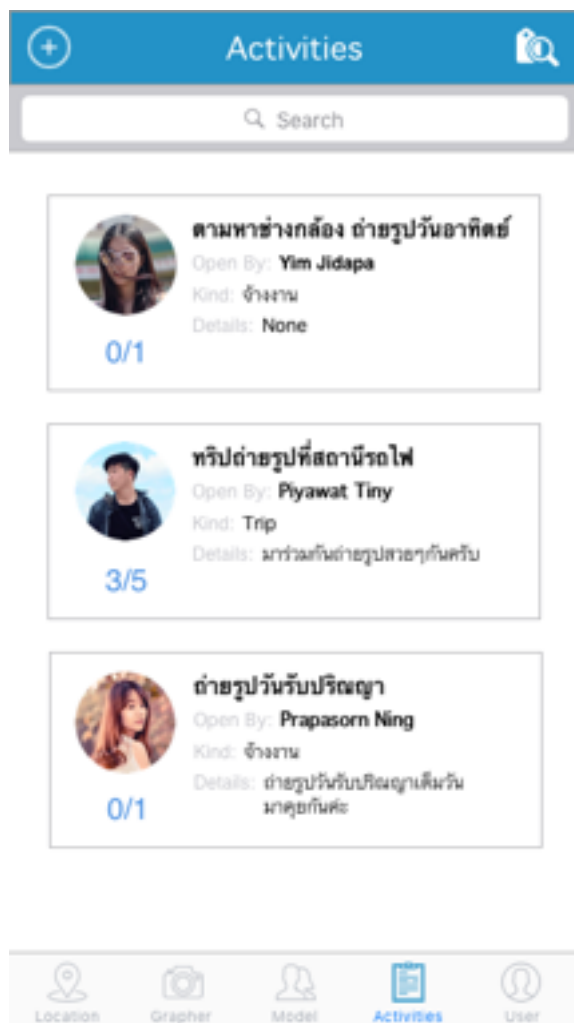 Activities
Search
ตามหาช่างกล้อง ถ่ายรูปวันอาทิตย์
Open By: Yim Jidapa
Kind: จ้างงาน
Details: None
0/1
ทริปถ่ายรูปที่สถานีรถไฟ
Open By: Piyawat Tiny
Kind: Trip
Details: มาร่วมกันถ่ายรูปสวยๆกันครับ
3/5
ถ่ายรูปวันรับปริญญา
Open By: Prapasorn Ning
Kind: จ้างงาน
Details: ถ่ายรูปวันรับปริญญาเต็มวัน
มาคุยกันค่ะ
0/1
Location Grapher Model Activities User